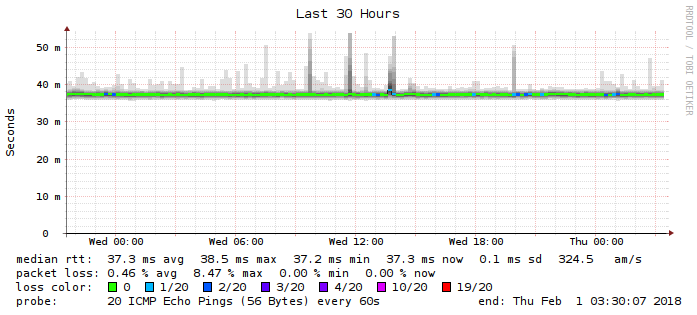 Last 30 Hours
RRDTOOL / TOBI OETIKER
Seconds
50 m
40 m
30 m
20 m
10 m
0
Wed 00:00 Wed 06:00 Wed 12:00 Wed 18:00 Thu 00:00
median rtt: 37.3 ms avg 38.5 ms max 37.2 ms min 37.3 ms now 0.1 ms sd 324.5 am/s
packet loss: 0.46 % avg 8.47 % max 0.00 % min 0.00 % now
loss color: 0 1/20 2/20 3/20 4/20 10/20 19/20
probe: 20 ICMP Echo Pings (56 Bytes) every 60s end: Thu Feb 1 03:30:07 2018